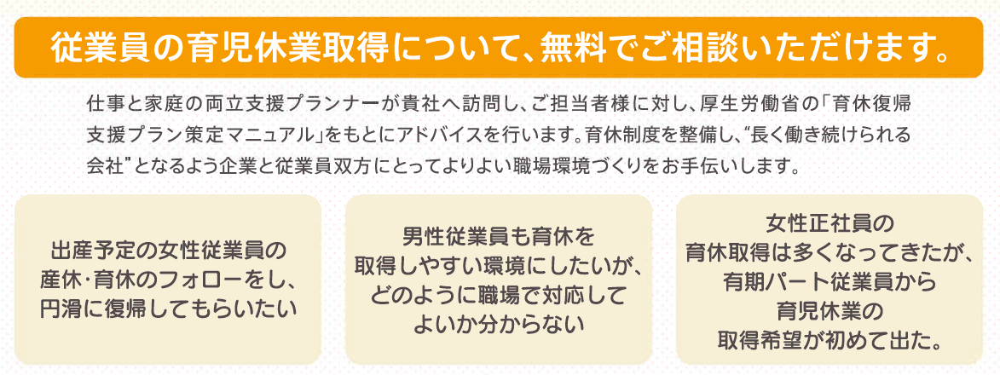 従業員の育児休業取得について、無料でご相談いただけます。
仕事と家庭の両立支援プランナーが貴社へ訪問し、ご担当者様に対し、厚生労働省の「育休復帰
支援プラン策定マニュアル」をもとにアドバイスを行います。育休制度を整備し、“長く働き続けられる
会社”となるよう企業と従業員双方にとってよりよい職場環境づくりをお手伝いします。
出産予定の女性従業員の
産休・育休のフォローをし、
円滑に復帰してもらいたい
男性従業員も育休を
取得しやすい環境にしたいが、
どのように職場で対応して
よいか分からない
女性正社員の
育休取得は多くなってきたが、
有期パート従業員から
育児休業の
取得希望が初めて出た。